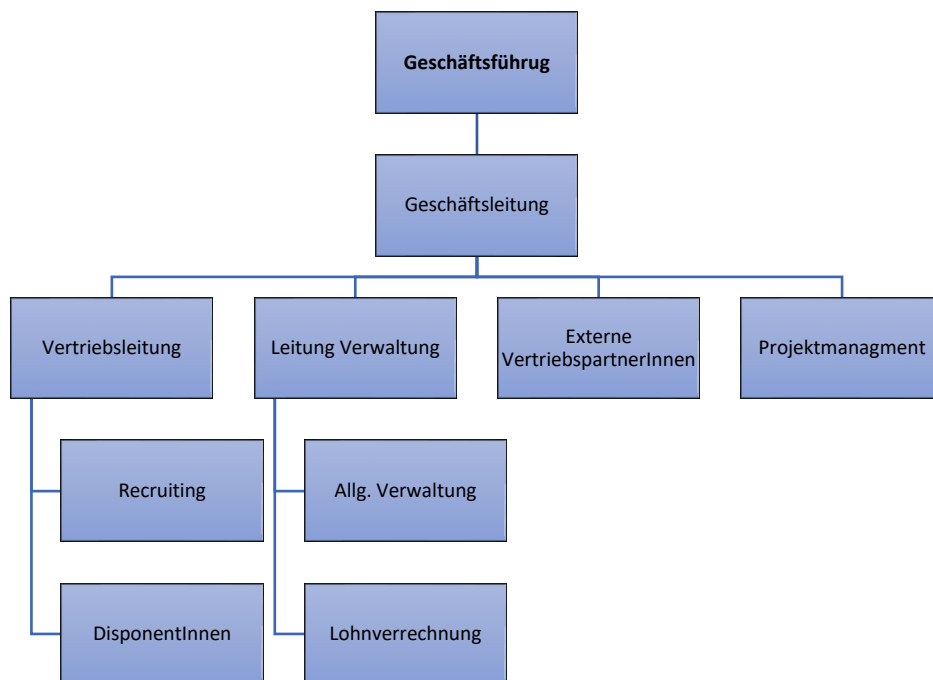 Geschäftsführug
Geschäftsleitung
Vertriebsleitung
Leitung Verwaltung
Externe
VertriebspartnerInnen
Projektmanagment
Recruiting
Allg. Verwaltung
DisponentInnen
Lohnverrechnung